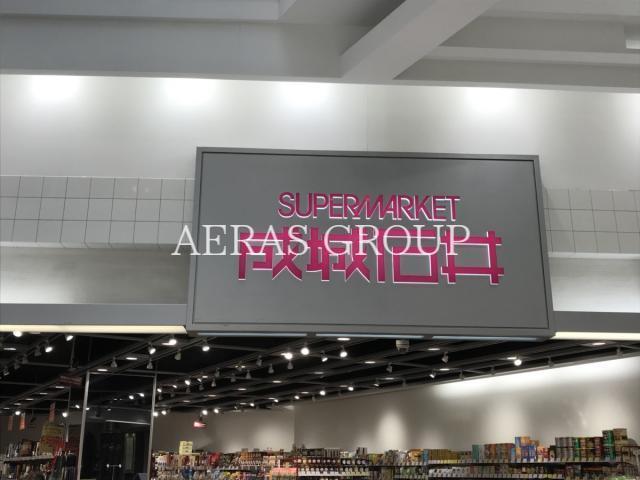 SUPERMARKET
成城石井
AERAS GROUP